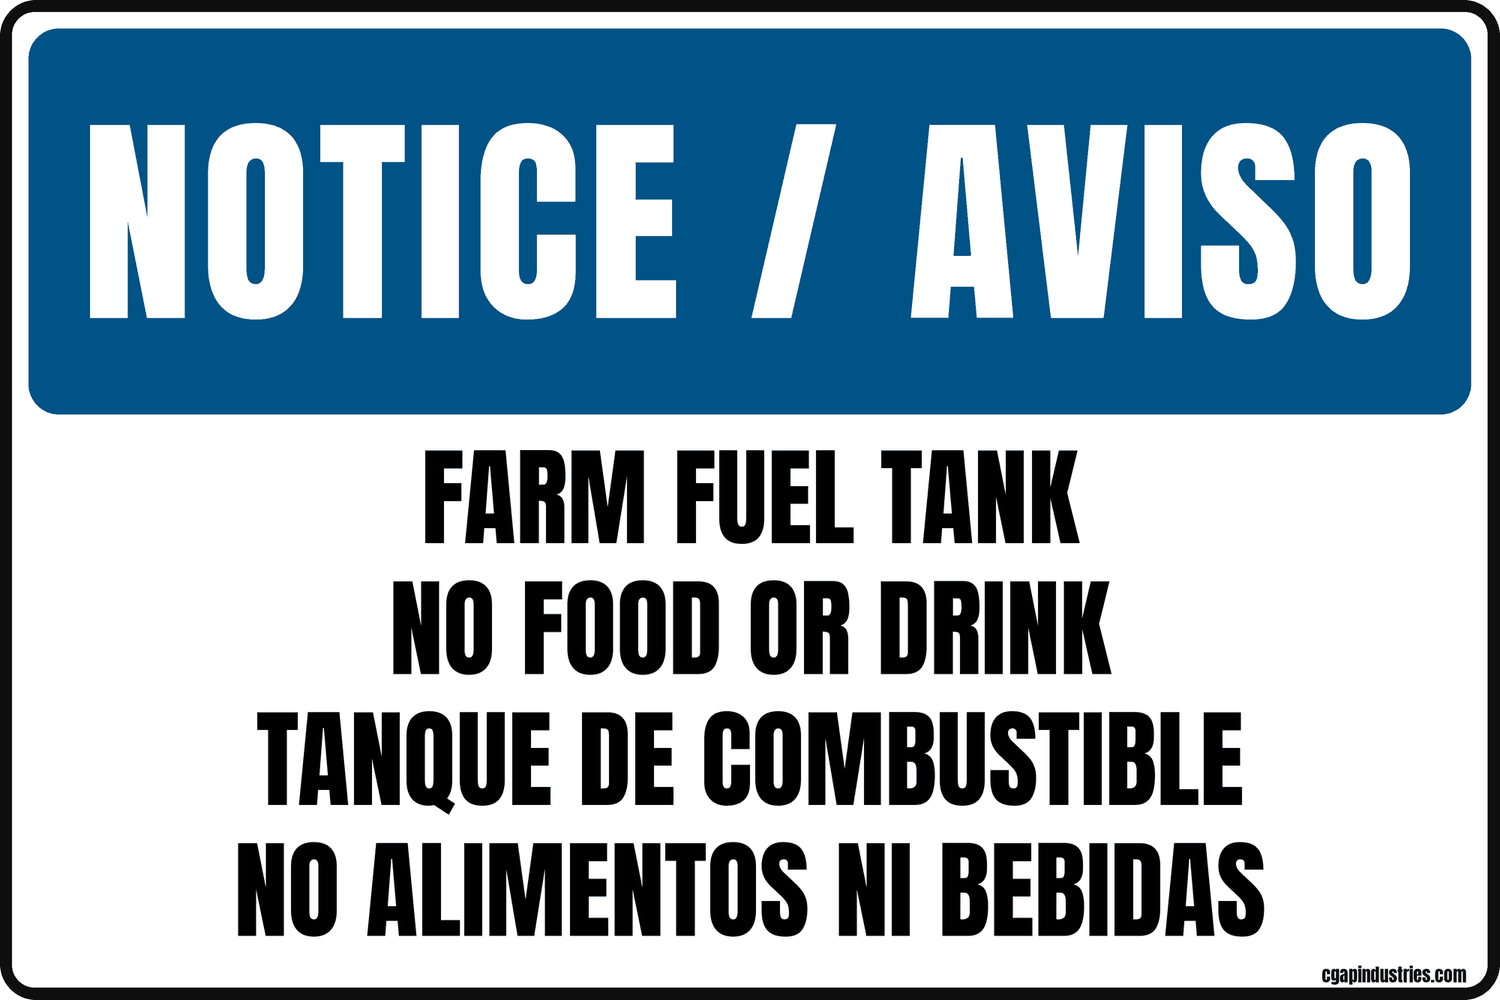 NOTICE / AVISO
FARM FUEL TANK
NO FOOD OR DRINK
TANQUE DE COMBUSTIBLE
NO ALIMENTOS NI BEBIDAS
cgapindustries.com